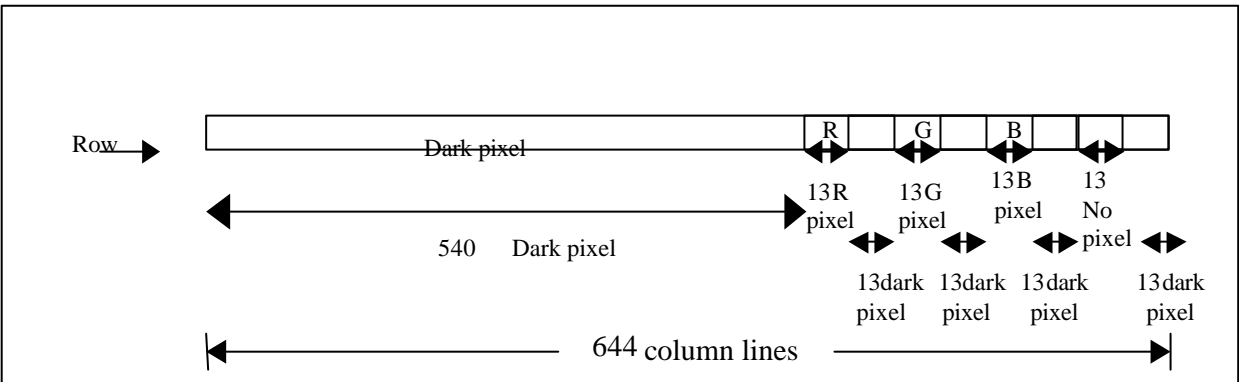 R G B
Row
Dark pixel
13R
pixel
13G
pixel
13B
pixel
13
No
pixel
540 Dark pixel
13dark
pixel
13dark
pixel
13dark
pixel
13dark
pixel
644 column lines